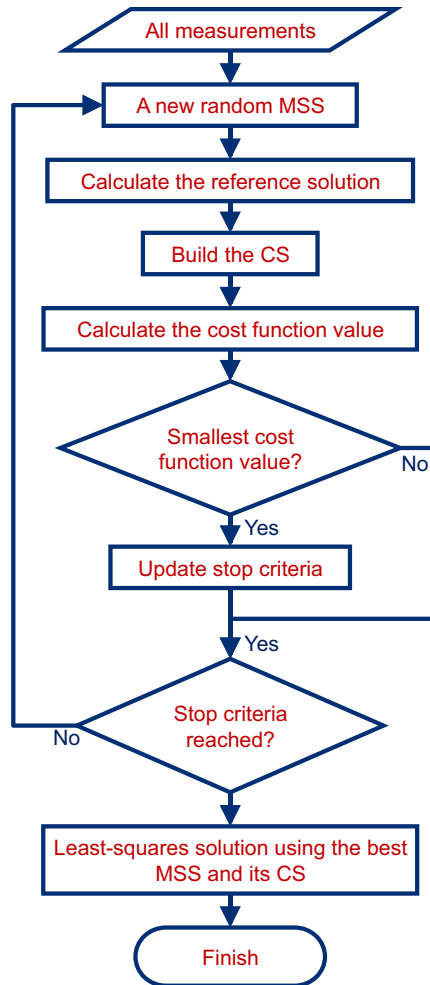 All measurements
A new random MSS
Calculate the reference solution
Build the CS
Calculate the cost function value
Smallest cost
function value?
No
Yes
Update stop criteria
Yes
Stop criteria
reached?
No
Least-squares solution using the best
MSS and its CS
Finish